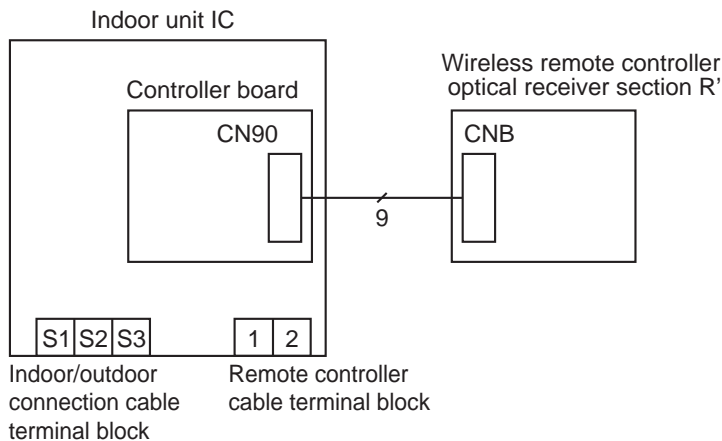 Indoor unit IC
Wireless remote controller
optical receiver section R’
Controller board
CN90
CNB
9
S1 S2 S3
1 2
Indoor/outdoor
connection cable
terminal block
Remote controller
cable terminal block